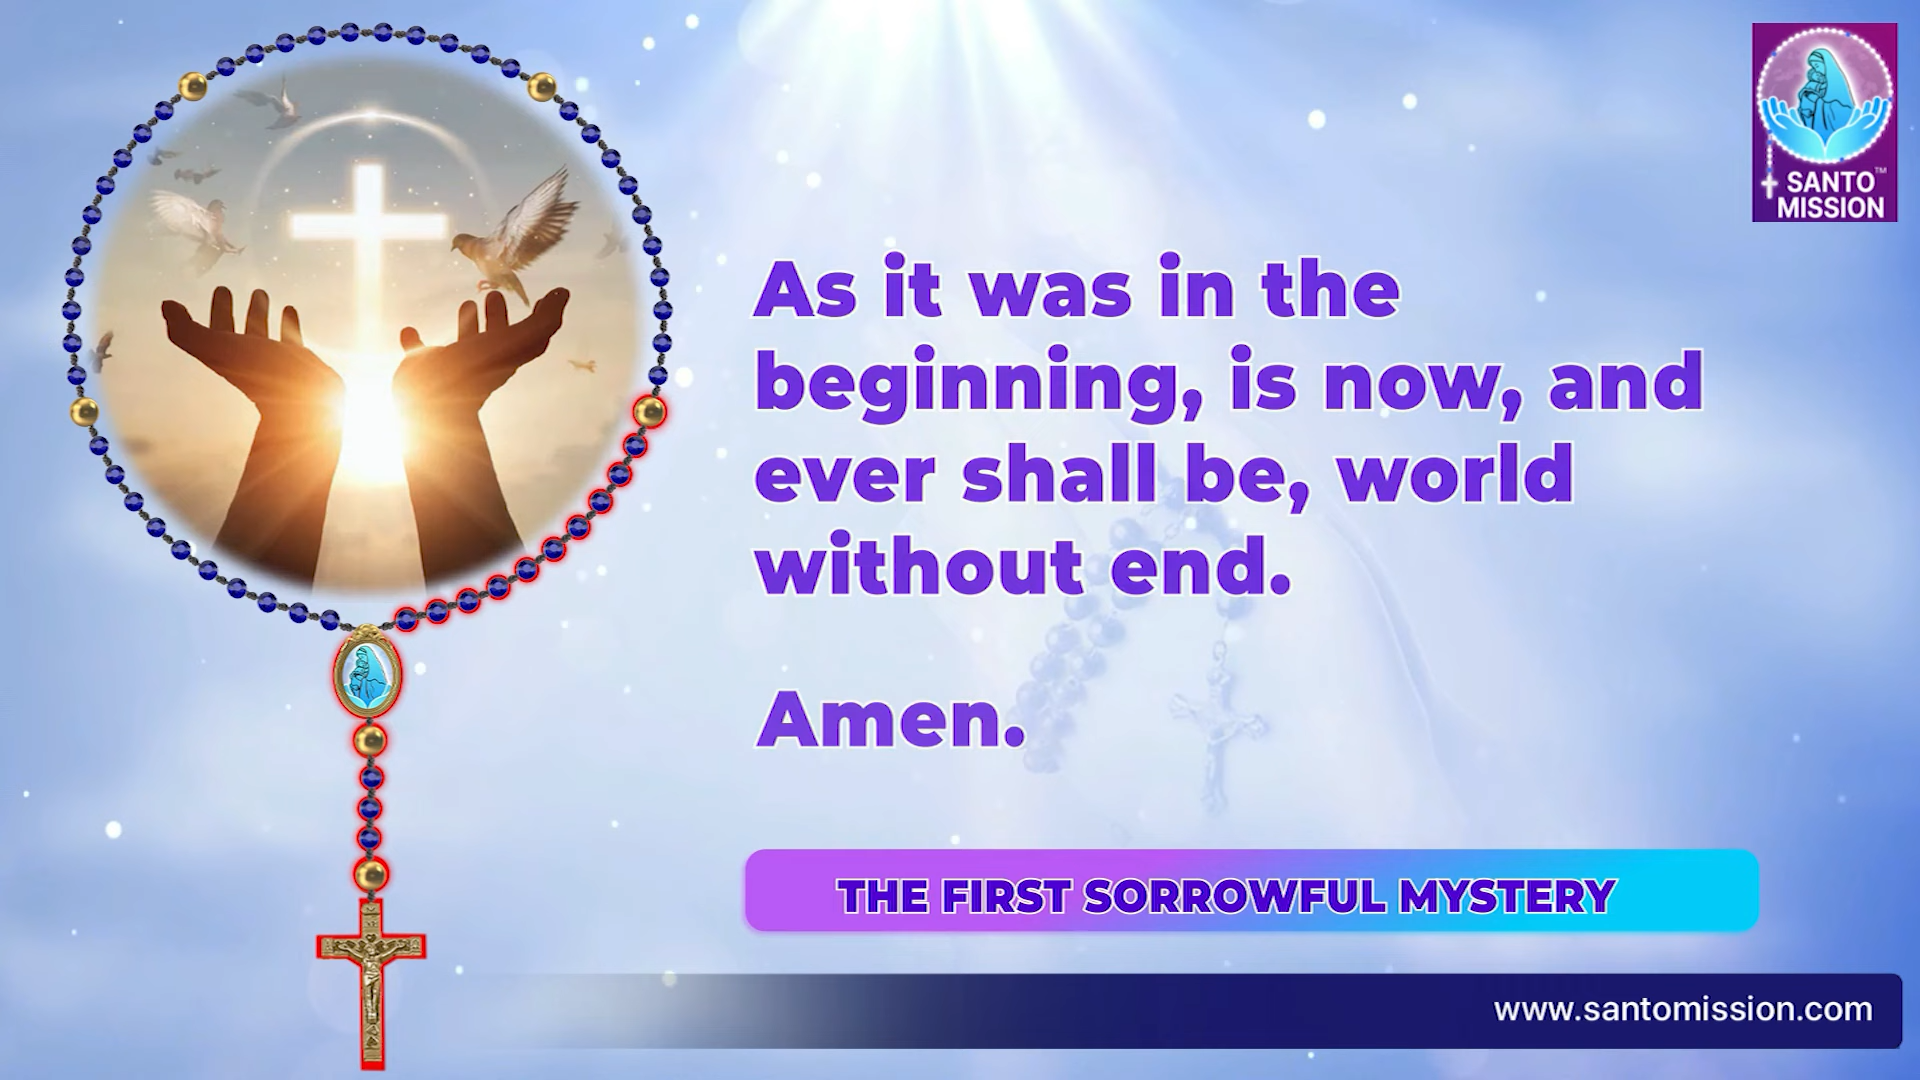 SANTO™
MISSION
As it was in the
beginning, is now, and
ever shall be, world
without end.
Amen.
THE FIRST SORROWFUL MYSTERY
www.santomission.com